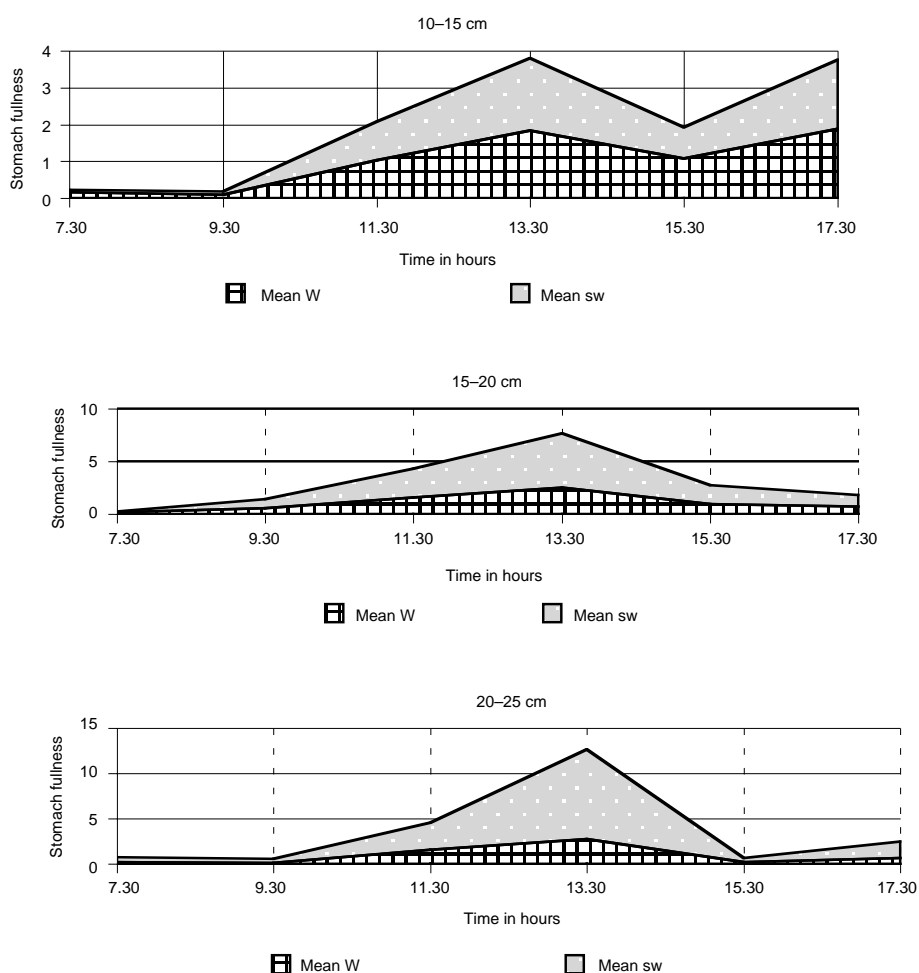 10–15 cm
4
3
2
1
0
Stomach fullness
7.30 9.30 11.30 13.30 15.30 17.30
Time in hours
Mean W Mean sw
15–20 cm
10
5
0
Stomach fullness
7.30 9.30 11.30 13.30 15.30 17.30
Time in hours
Mean W Mean sw
20–25 cm
15
10
5
0
Stomach fullness
7.30 9.30 11.30 13.30 15.30 17.30
Time in hours
Mean W Mean sw